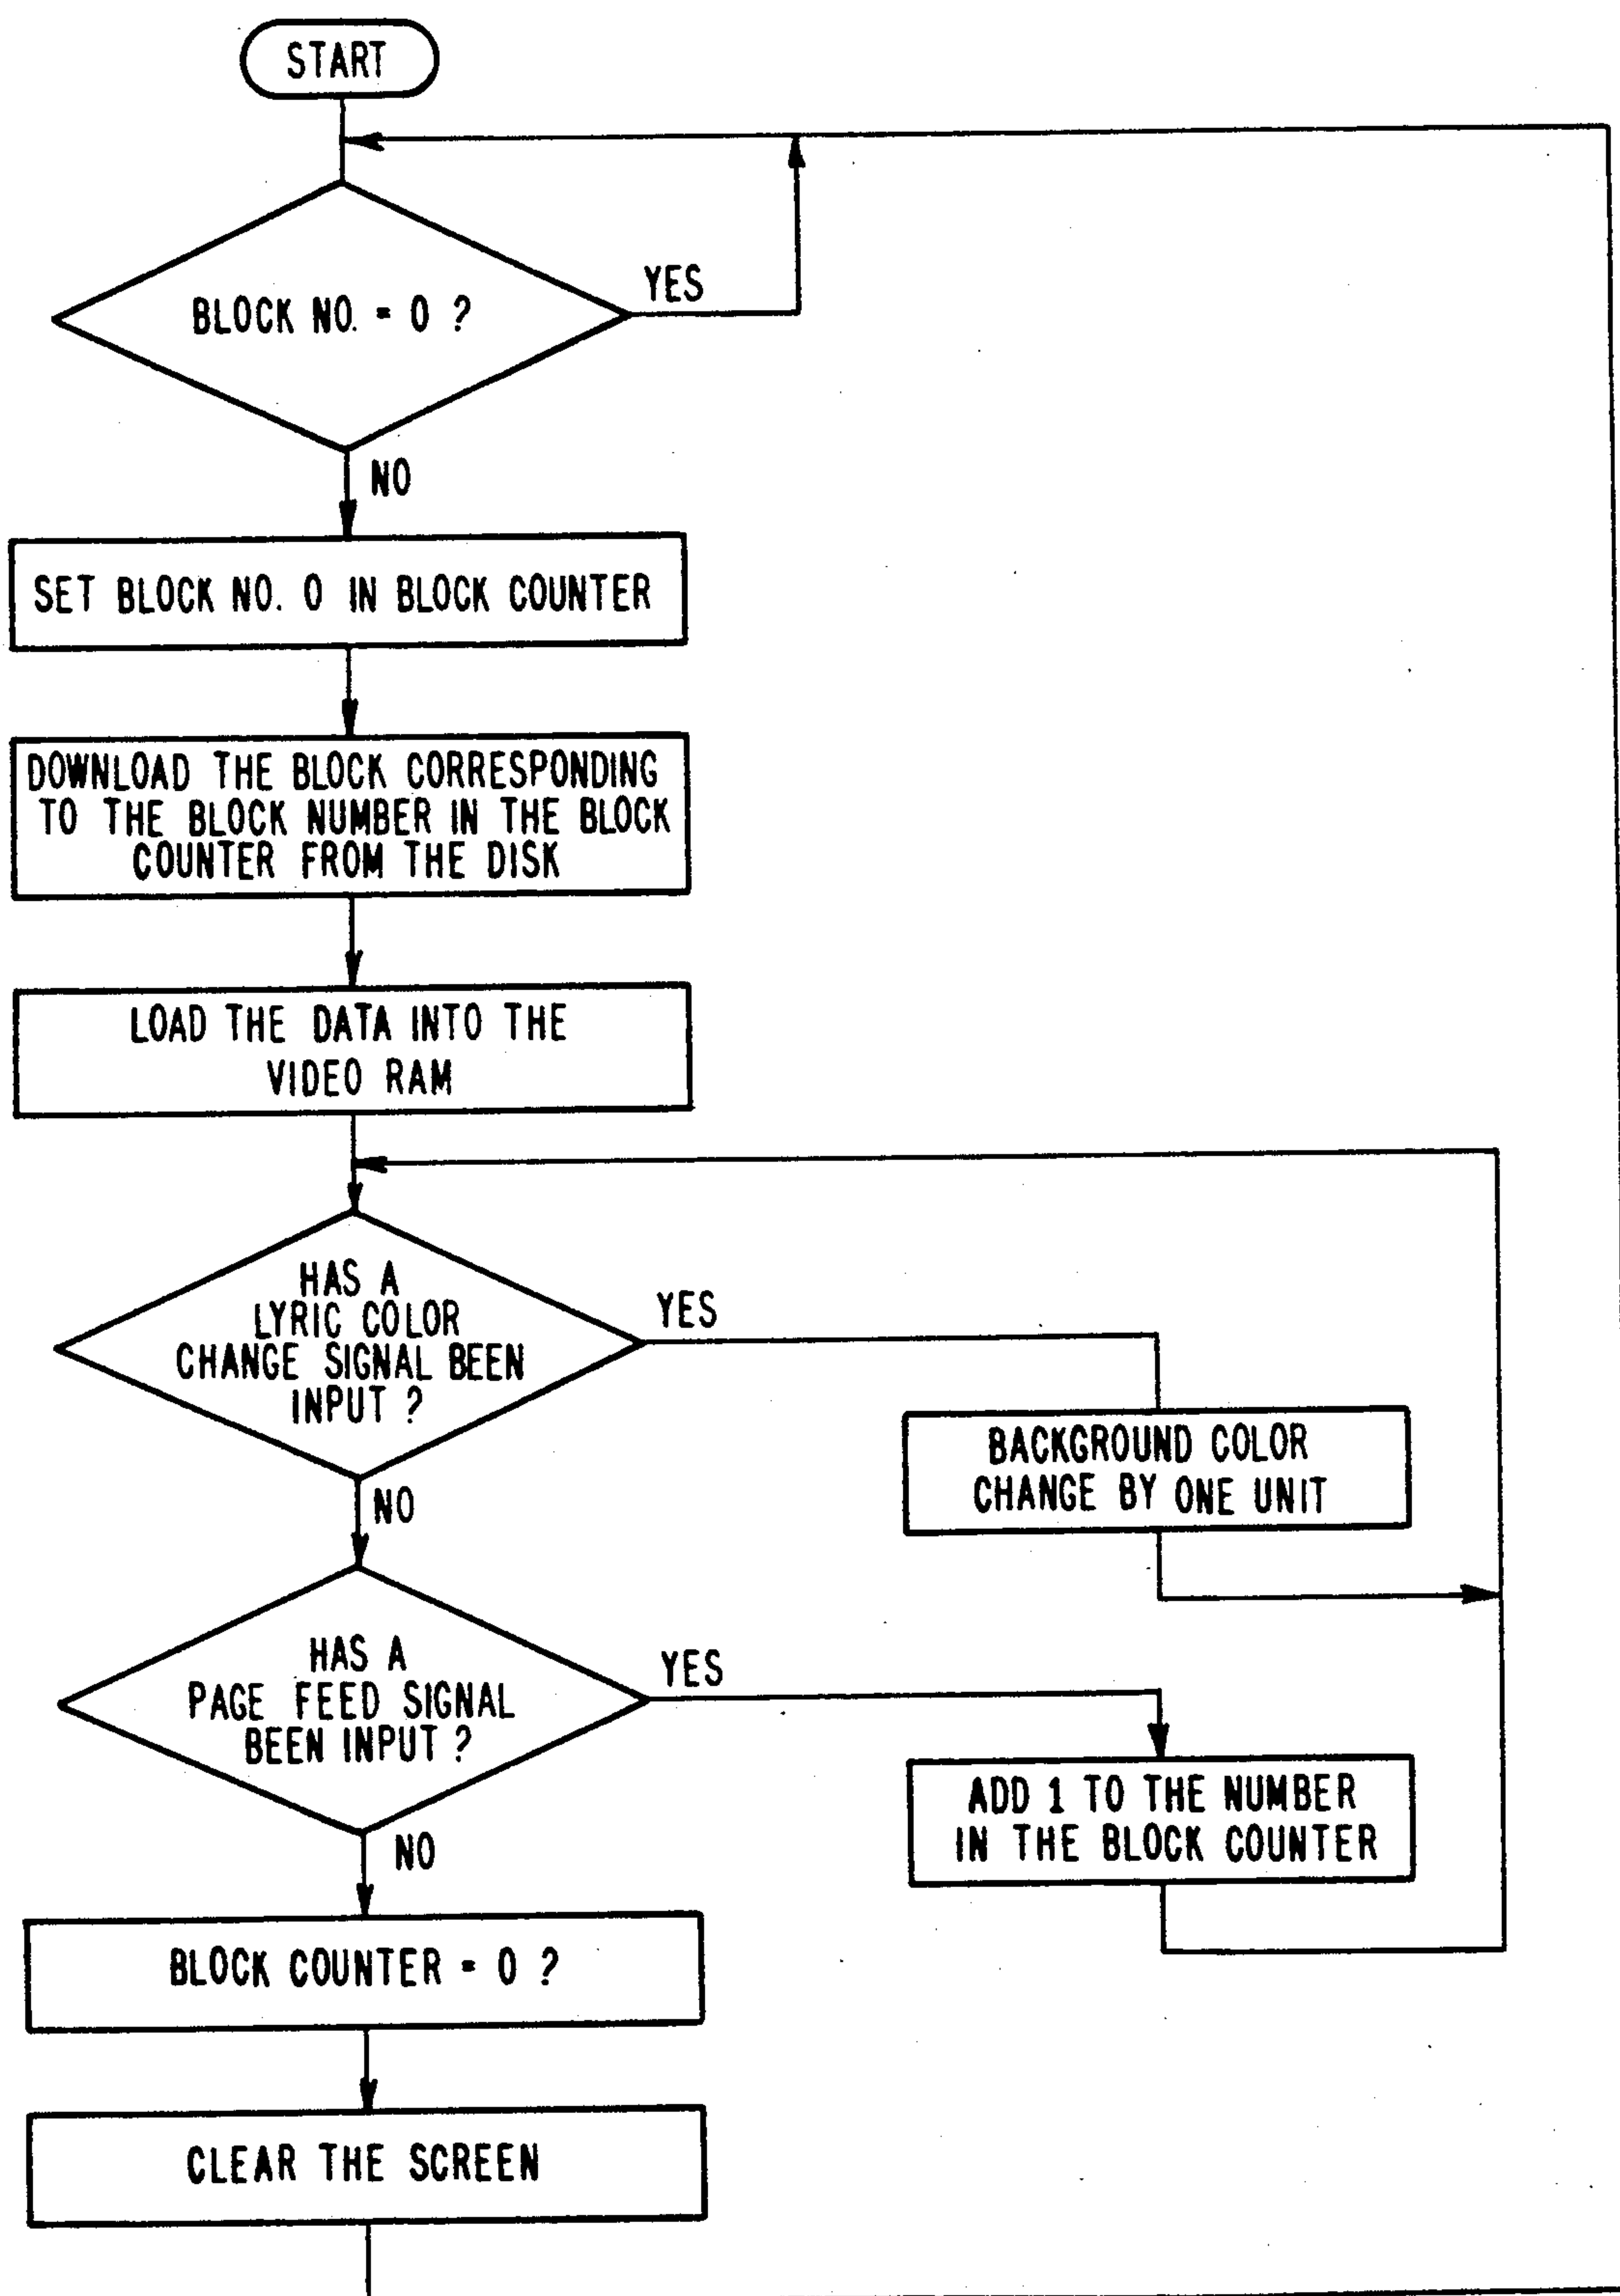 START
BLOCK NO. = 0 ?
YES
NO
SET BLOCK NO. 0 IN BLOCK COUNTER
DOWNLOAD THE BLOCK CORRESPONDING
TO THE BLOCK NUMBER IN THE BLOCK
COUNTER FROM THE DISK
LOAD THE DATA INTO THE
VIDEO RAM
HAS A
LYRIC COLOR
CHANGE SIGNAL BEEN
INPUT ?
YES
BACKGROUND COLOR
CHANGE BY ONE UNIT
NO
HAS A
PAGE FEED SIGNAL
BEEN INPUT ?
YES
ADD 1 TO THE NUMBER
IN THE BLOCK COUNTER
NO
BLOCK COUNTER = 0 ?
CLEAR THE SCREEN